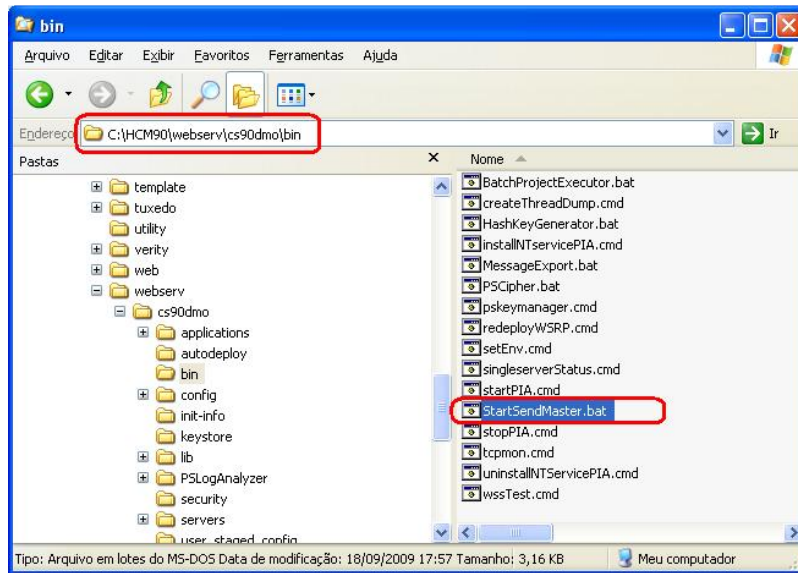 bin
Arquivo Editar Exibir Favoritos Ferramentas Ajuda
Endereço C:\HCM90\webserv\cs90dmo\bin Ir
Pastas
template
tuxedo
utility
verity
web
webserv
cs90dmo
applications
autodeploy
bin
config
init-info
keystore
lib
PSLogAnalyzer
security
servers
user_staged_config
Nome
BatchProjectExecutor.bat
createThreadDump.cmd
HashKeyGenerator.bat
installNTservicePIA.cmd
MessageExport.bat
PSCipher.bat
pskeymanager.cmd
redeployWSRP.cmd
setEnv.cmd
singleserverStatus.cmd
startPIA.cmd
StartSendMaster.bat
stopPIA.cmd
tcpmon.cmd
uninstallNTServicePIA.cmd
wssTest.cmd
Tipo: Arquivo em lotes do MS-DOS Data de modificação: 18/09/2009 17:57 Tamanho: 3,16 KB Meu computador